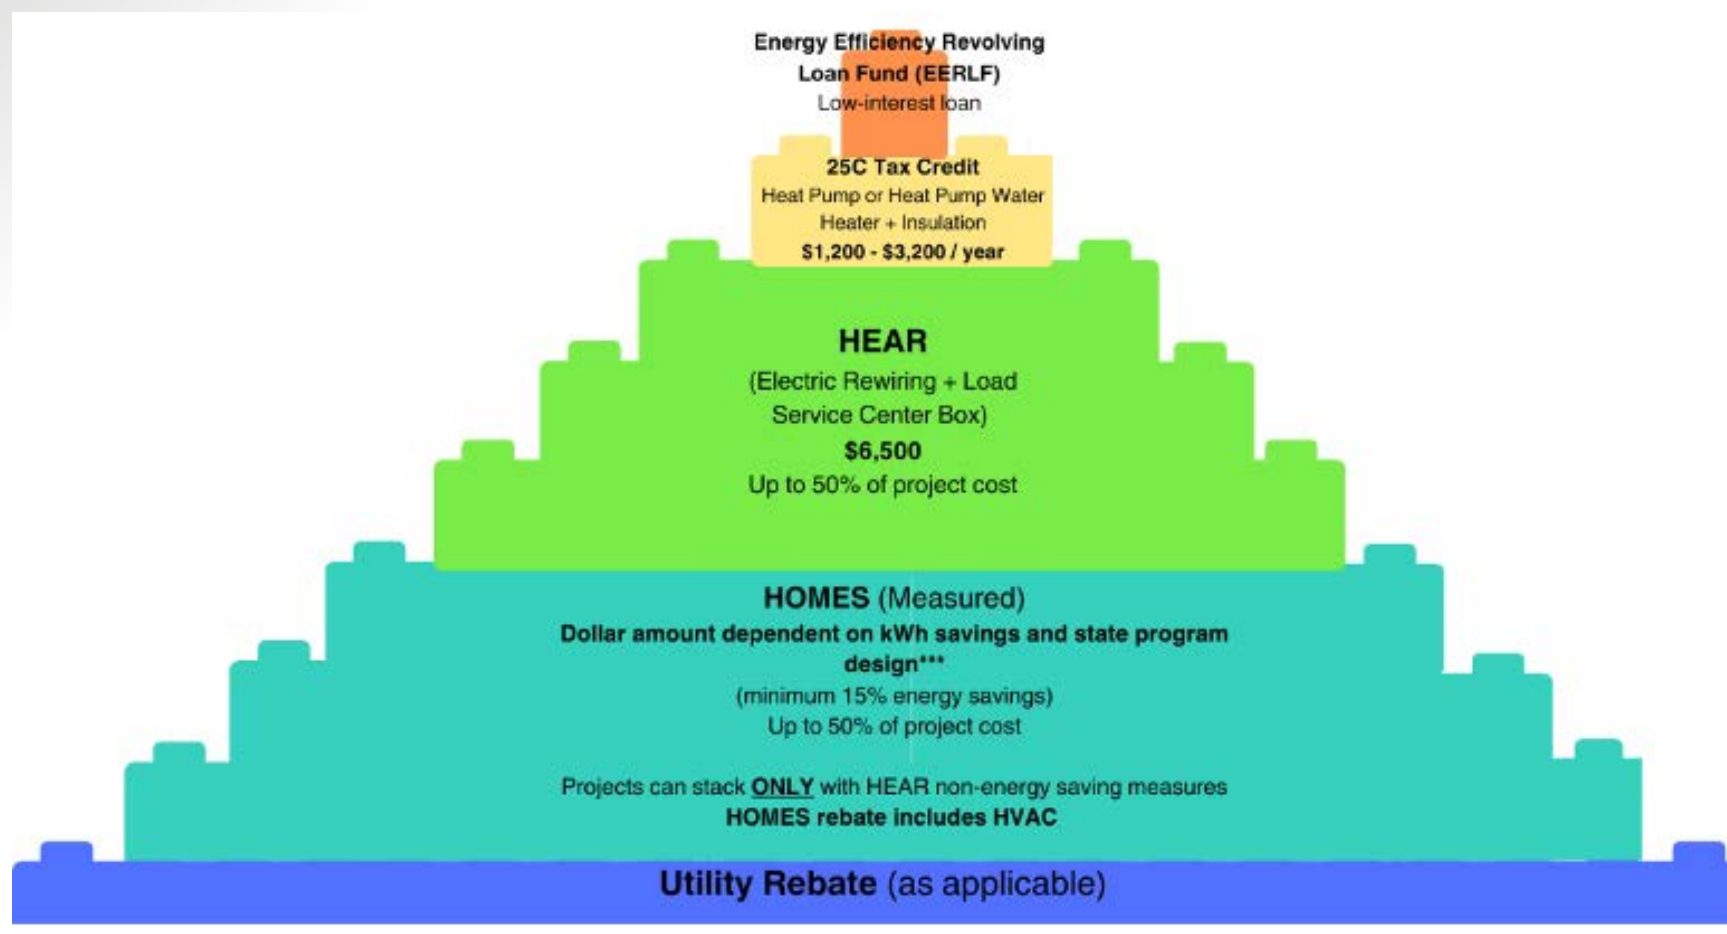 Energy Efficiency Revolving
Loan Fund (EERLF)
Low-interest loan
25C Tax Credit
Heat Pump or Heat Pump Water
Heater + Insulation
$1,200 - $3,200 / year
HEAR
(Electric Rewiring + Load
Service Center Box)
$6,500
Up to 50% of project cost
HOMES (Measured)
Dollar amount dependent on kWh savings and state program
design***
(minimum 15% energy savings)
Up to 50% of project cost
Projects can stack ONLY with HEAR non-energy saving measures
HOMES rebate includes HVAC
Utility Rebate (as applicable)